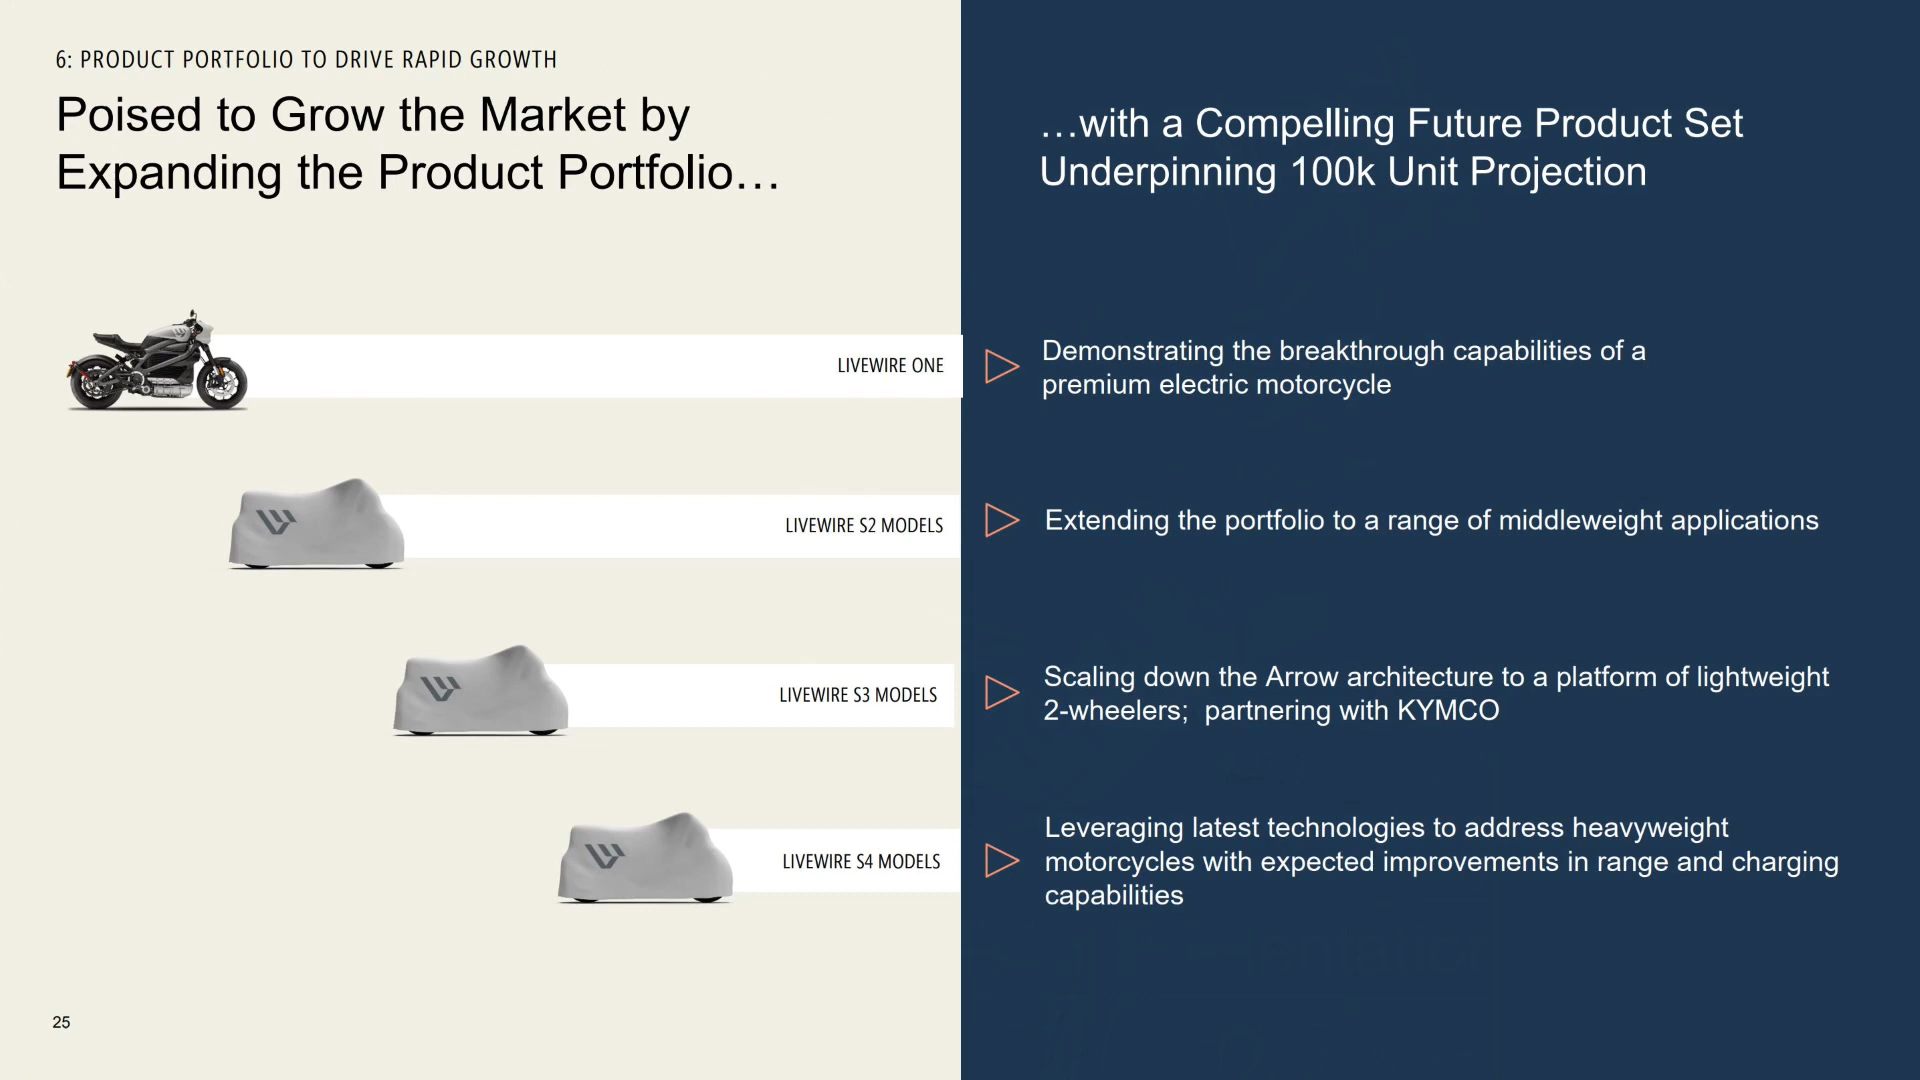 6: PRODUCT PORTFOLIO TO DRIVE RAPID GROWTH
Poised to Grow the Market by
Expanding the Product Portfolio…
…with a Compelling Future Product Set
Underpinning 100k Unit Projection
LIVEWIRE ONE
Demonstrating the breakthrough capabilities of a
premium electric motorcycle
LIVEWIRE S2 MODELS
Extending the portfolio to a range of middleweight applications
LIVEWIRE S3 MODELS
Scaling down the Arrow architecture to a platform of lightweight
2-wheelers;  partnering with KYMCO
LIVEWIRE S4 MODELS
Leveraging latest technologies to address heavyweight
motorcycles with expected improvements in range and charging
capabilities
25